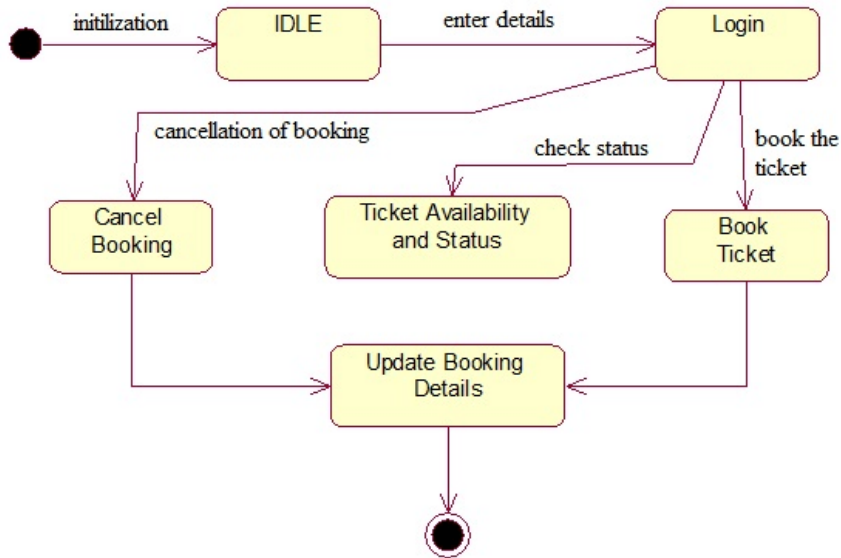 initilization
IDLE
enter details
Login
cancellation of booking
check status
book the
ticket
Cancel
Booking
Ticket Availability
and Status
Book
Ticket
Update Booking
Details